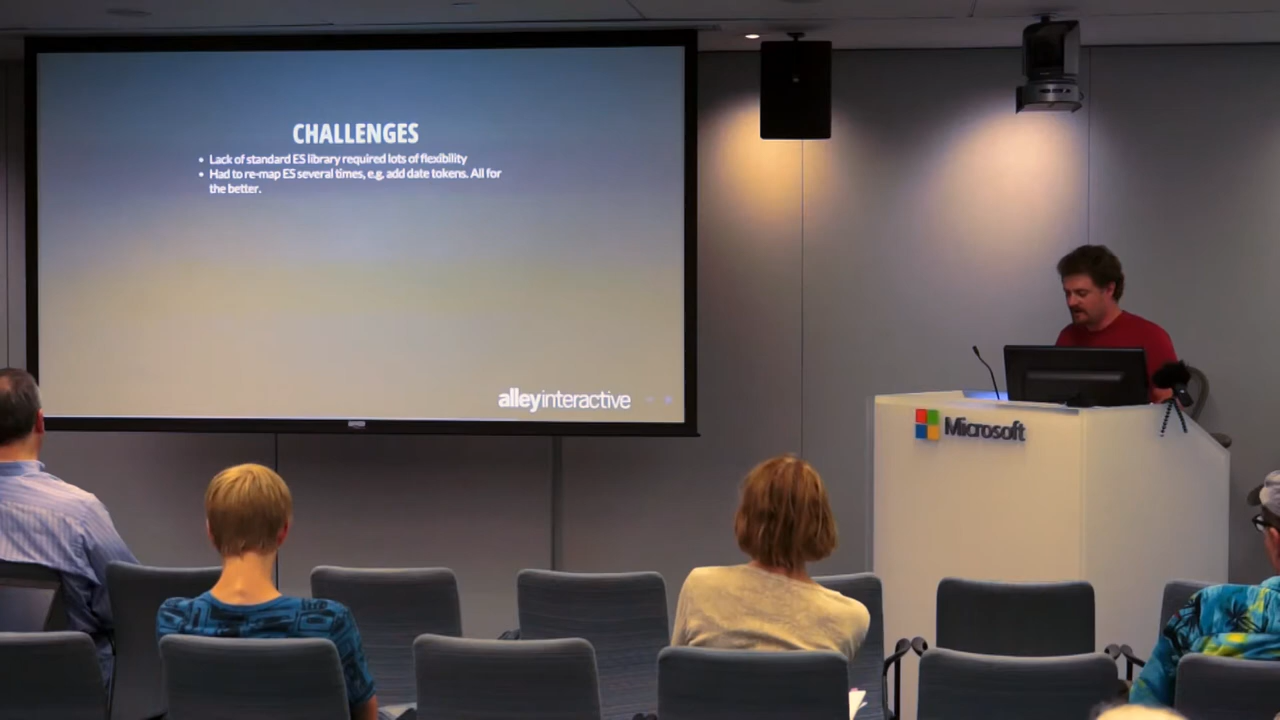 CHALLENGES
• Lack of standard ES library required lots of flexibility
• Had to re-map ES several times, e.g, add date tokens. All for
the better.
alleyinteractive
Microsoft